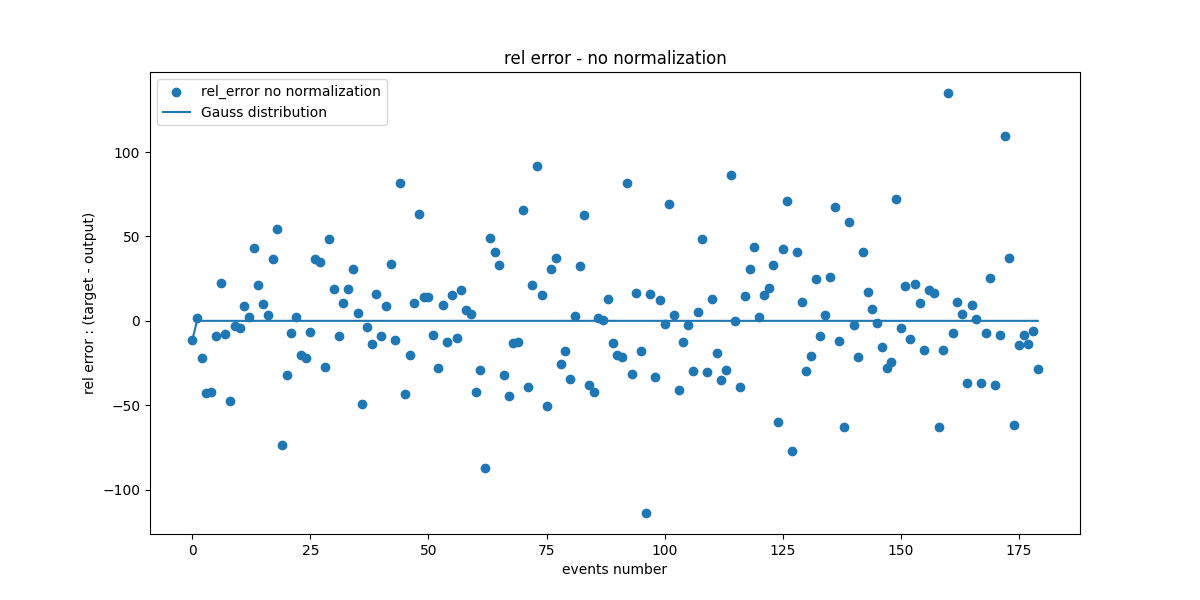 rel error - no normalization
rel_error no normalization
Gauss distribution
rel error : (target - output)
100
50
0
−50
−100
0 25 50 75 100 125 150 175
events number